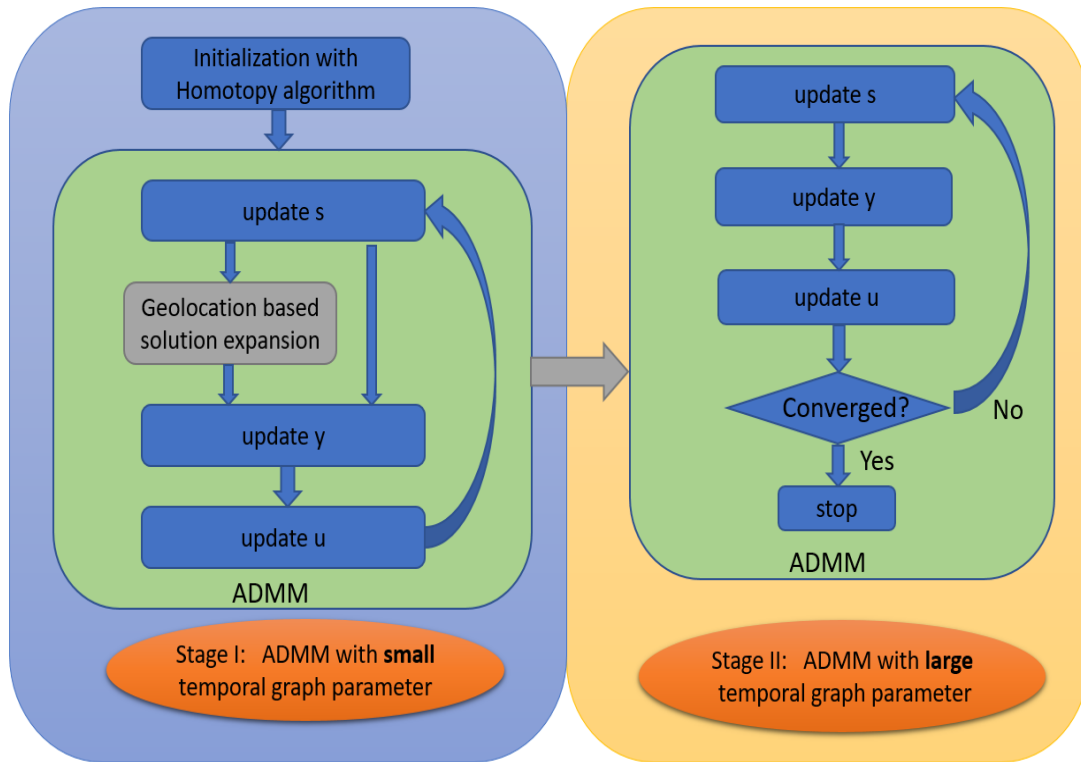 Initialization with
Homotopy algorithm
update s
Geolocation based
solution expansion
update y
update u
ADMM
Stage I: ADMM with small
temporal graph parameter
update s
update y
update u
Converged?
No
Yes
stop
ADMM
Stage II: ADMM with large
temporal graph parameter